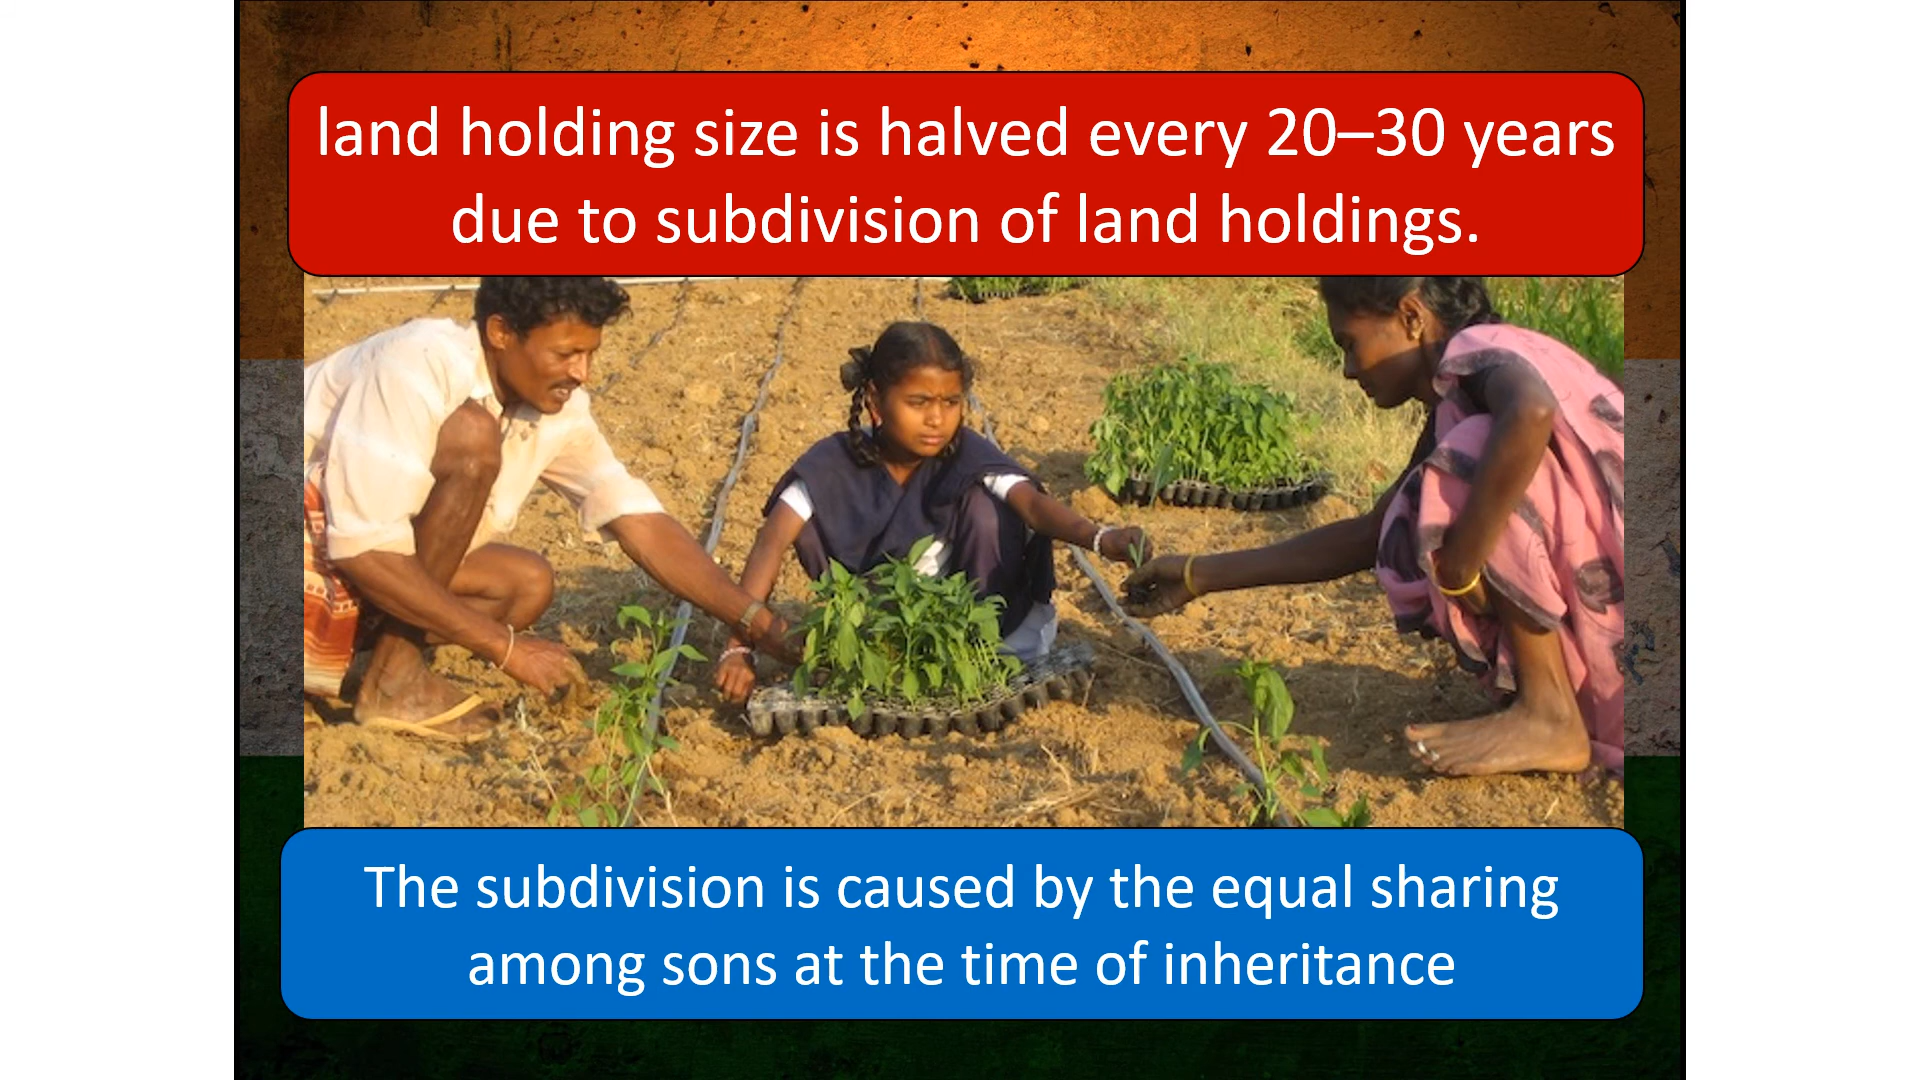 land holding size is halved every 20–30 years
due to subdivision of land holdings.
The subdivision is caused by the equal sharing
among sons at the time of inheritance